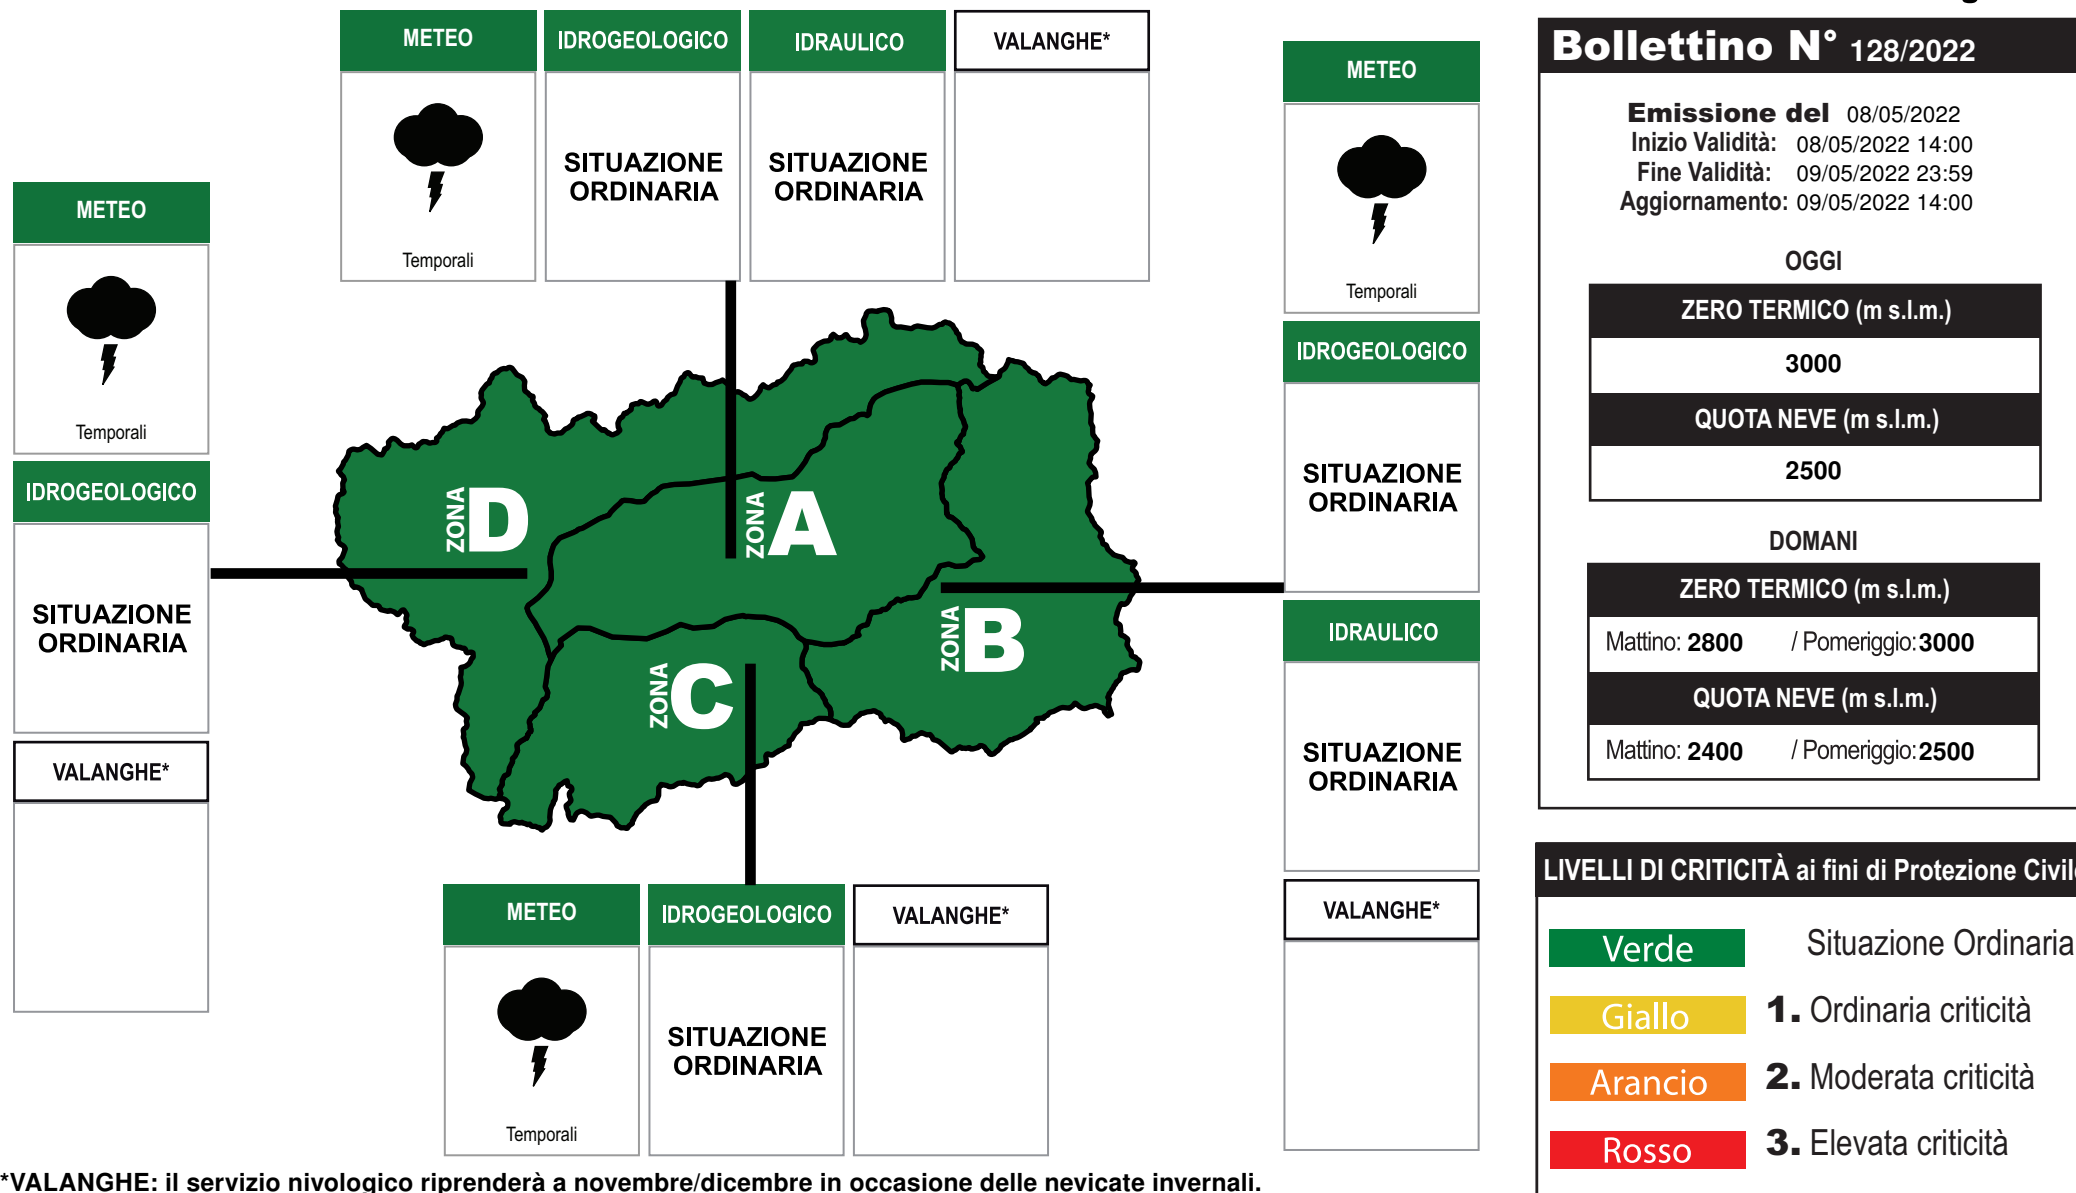 METEO IDROGEOLOGICO IDRAULICO VALANGHE*
Temporali
SITUAZIONE
ORDINARIA
SITUAZIONE
ORDINARIA
METEO
Temporali
IDROGEOLOGICO
SITUAZIONE
ORDINARIA
VALANGHE*
METEO
Temporali
IDROGEOLOGICO
SITUAZIONE
ORDINARIA
IDRAULICO
SITUAZIONE
ORDINARIA
VALANGHE*
ZONA D
ZONA A
ZONA B
ZONA C
METEO IDROGEOLOGICO VALANGHE*
Temporali
SITUAZIONE
ORDINARIA
*VALANGHE: il servizio nivologico riprenderà a novembre/dicembre in occasione delle nevicate invernali.
Bollettino N° 128/2022
Emissione del 08/05/2022
Inizio Validità: 08/05/2022 14:00
Fine Validità: 09/05/2022 23:59
Aggiornamento: 09/05/2022 14:00
OGGI
ZERO TERMICO (m s.l.m.)
3000
QUOTA NEVE (m s.l.m.)
2500
DOMANI
ZERO TERMICO (m s.l.m.)
Mattino: 2800 / Pomeriggio: 3000
QUOTA NEVE (m s.l.m.)
Mattino: 2400 / Pomeriggio: 2500
LIVELLI DI CRITICITÀ ai fini di Protezione Civile
Verde Situazione Ordinaria
Giallo 1. Ordinaria criticità
Arancio 2. Moderata criticità
Rosso 3. Elevata criticità